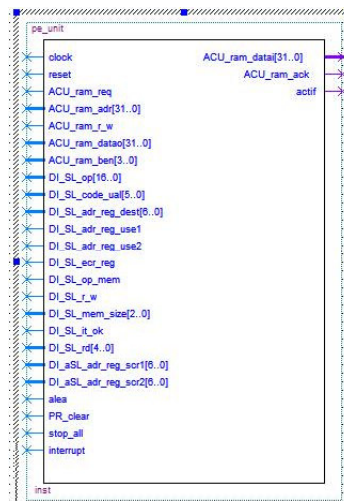 pe_unit
clock
reset
ACU_ram_req
ACU_ram_adr[31..0]
ACU_ram_r_w
ACU_ram_datao[31..0]
ACU_ram_ben[3..0]
DI_SL_op[16..0]
DI_SL_code_ual[5..0]
DI_SL_adr_reg_dest[6..0]
DI_SL_adr_reg_use1
DI_SL_adr_reg_use2
DI_SL_ecr_reg
DI_SL_op_mem
DI_SL_r_w
DI_SL_mem_size[2..0]
DI_SL_it_ok
DI_SL_rd[4..0]
DI_aSL_adr_reg_scr1[6..0]
DI_aSL_adr_reg_scr2[6..0]
alea
PR_clear
stop_all
interrupt
ACU_ram_datai[31..0]
ACU_ram_ack
actif
inst